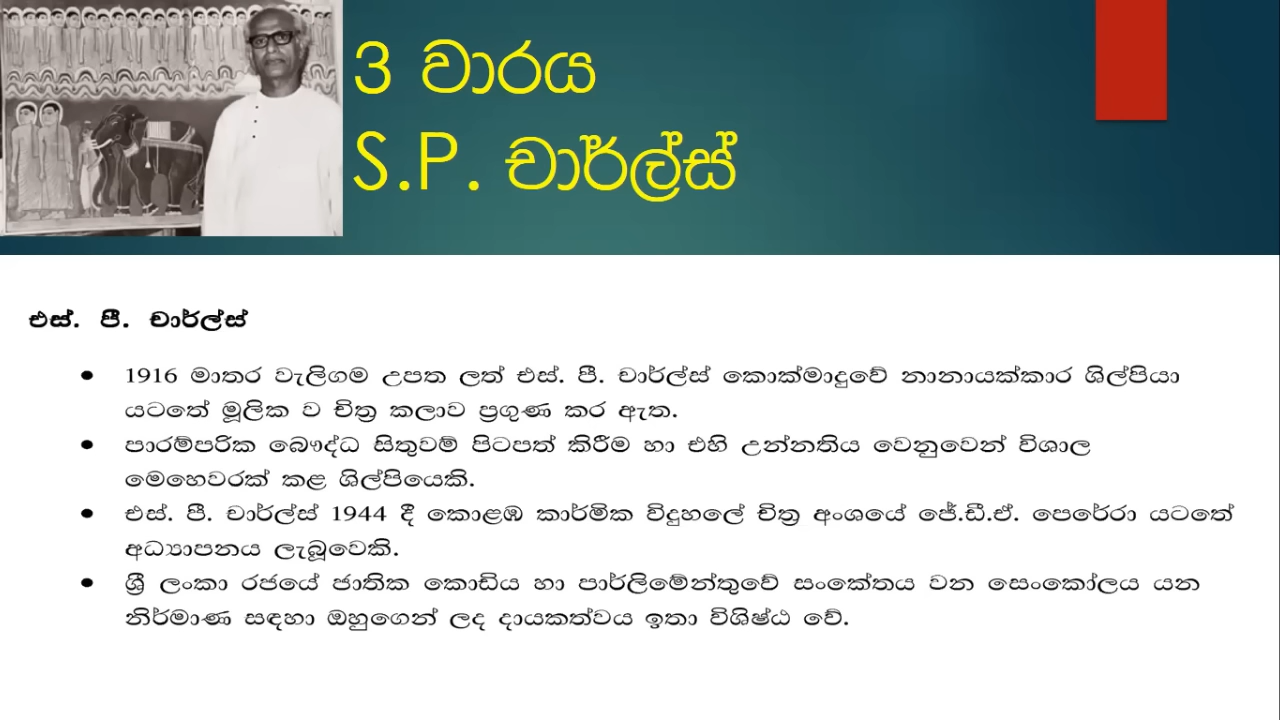 3 වාරය
S.P. චාර්ල්ස්
එස්. පී. චාර්ල්ස්
• 1916 මාතර වැලිගම උපත ලත් එස්. පී. චාර්ල්ස් කොක්මාදුවේ නානායක්කාර ශිල්පියා
යටතේ මූලික ව චිත්‍ර කලාව ප්‍රගුණ කර ඇත.
• පාරම්පරික බෞද්ධ සිතුවම් පිටපත් කිරීම හා එහි උන්නතිය වෙනුවෙන් විශාල
මෙහෙවරක් කළ ශිල්පියෙකි.
• එස්. පී. චාර්ල්ස් 1944 දී කොළඹ කාර්මික විදුහලේ චිත්‍ර අංශයේ ජේ.ඩී.ඒ. පෙරේරා යටතේ
අධ්‍යාපනය ලැබූවෙකි.
• ශ්‍රී ලංකා රජයේ ජාතික කොඩිය හා පාර්ලිමේන්තුවේ සංකේතය වන සෙංකෝලය යන
නිර්මාණ සඳහා ඔහුගෙන් ලද දායකත්වය ඉතා විශිෂ්ඨ වේ.